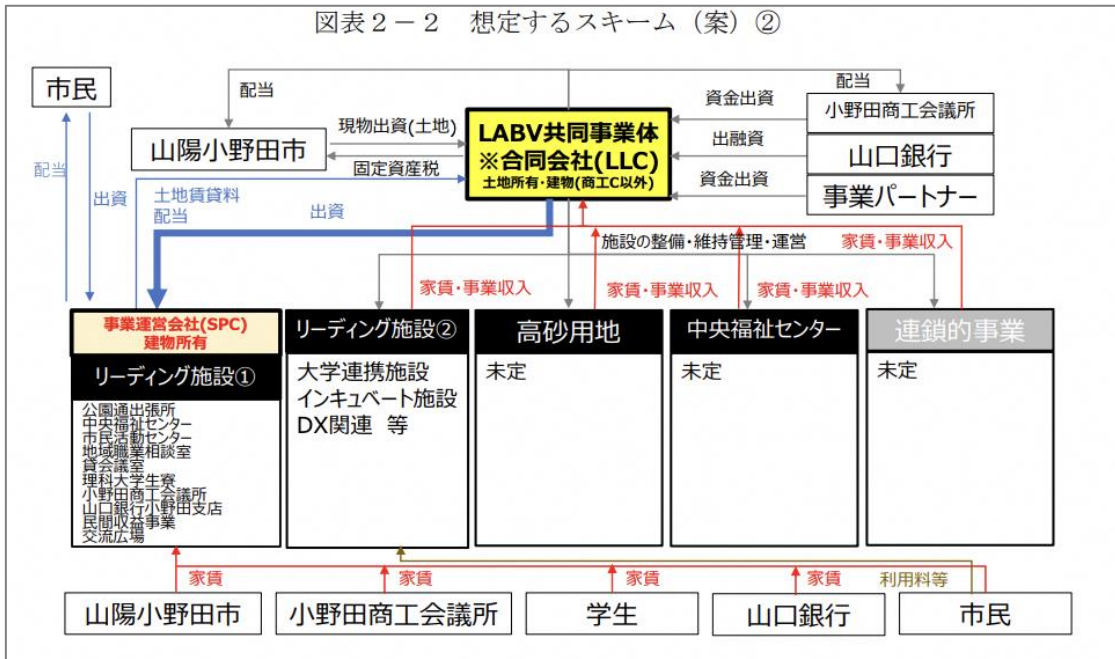 図表２－２　想定するスキーム（案）②
市民
配当
配当
出資
配当
山陽小野田市
現物出資(土地)
固定資産税
LABV共同事業体
※合同会社(LLC)
土地所有・建物(商工C以外)
資金出資
出融資
資金出資
配当
小野田商工会議所
山口銀行
事業パートナー
土地賃貸料
配当
出資
施設の整備・維持管理・運営
家賃・事業収入
家賃・事業収入
家賃・事業収入
家賃・事業収入
事業運営会社(SPC)
建物所有
リーディング施設①
公園通出張所
中央福祉センター
市民活動センター
地域職業相談室
貸会議室
理科大学生寮
小野田商工会議所
山口銀行小野田支店
民間収益事業
交流広場
リーディング施設②
大学連携施設
インキュベート施設
DX関連　等
高砂用地
未定
中央福祉センター
未定
連鎖的事業
未定
家賃
家賃
家賃
家賃
利用料等
山陽小野田市
小野田商工会議所
学生
山口銀行
市民